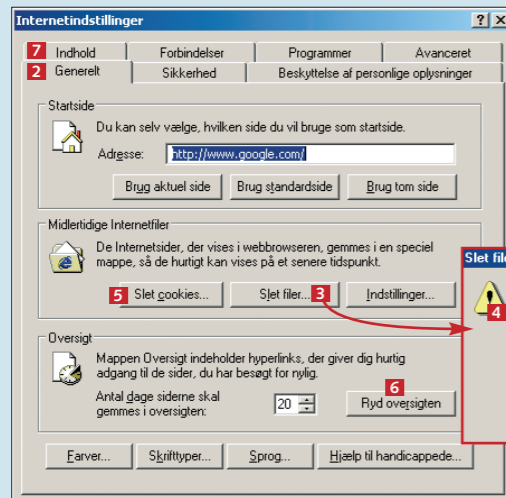 Internetindstillinger
7 Indhold Forbindelser Programmer Avanceret
2 Generelt Sikkerhed Beskyttelse af personlige oplysninger
Startside
Du kan selv vælge, hvilken side du vil bruge som startside.
Adresse: http://www.google.com/
Brug aktuel side Brug standardside Brug tom side
Midlertidige Internetfiler
De Internetsider, der vises i webbrowseren, gemmes i en speciel
mappe, så de hurtigt kan vises på et senere tidspunkt.
5 Slet cookies... Slet filer... 3 Indstillinger...
Slet file
4
Oversigt
Mappen Oversigt indeholder hyperlinks, der giver dig hurtig
adgang til de sider, du har besøgt for nylig.
Antal dage siderne skal
gemmes i oversigten: 20
6
Ryd oversigten
Farver... Skrifttyper... Sprog... Hjælp til handicappede...